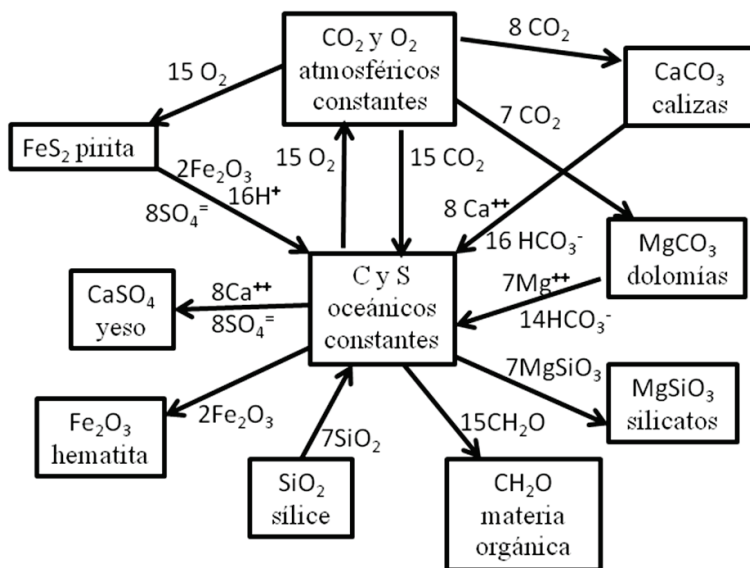 CO₂ y O₂
atmosféricos
constantes
8 CO₂
CaCO₃
calizas
15 O₂
7 CO₂
FeS₂ pirita
2Fe₂O₃
16H⁺
8SO₄⁼
15 O₂
15 CO₂
8 Ca⁺⁺
16 HCO₃⁻
MgCO₃
dolomías
C y S
oceánicos
constantes
7Mg⁺⁺
14HCO₃⁻
CaSO₄
yeso
8Ca⁺⁺
8SO₄⁼
7MgSiO₃
MgSiO₃
silicatos
Fe₂O₃
hematita
2Fe₂O₃
7SiO₂
15CH₂O
SiO₂
sílice
CH₂O
materia
orgánica